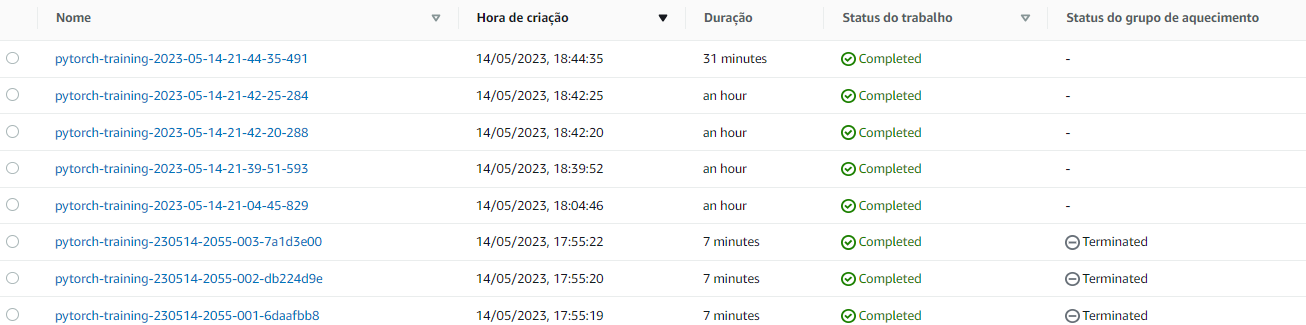 Nome Hora de criação Duração Status do trabalho Status do grupo de aquecimento
pytorch-training-2023-05-14-21-44-35-491 14/05/2023, 18:44:35 31 minutes Completed -
pytorch-training-2023-05-14-21-42-25-284 14/05/2023, 18:42:25 an hour Completed -
pytorch-training-2023-05-14-21-42-20-288 14/05/2023, 18:42:20 an hour Completed -
pytorch-training-2023-05-14-21-39-51-593 14/05/2023, 18:39:52 an hour Completed -
pytorch-training-2023-05-14-21-04-45-829 14/05/2023, 18:04:46 an hour Completed -
pytorch-training-230514-2055-003-7a1d3e00 14/05/2023, 17:55:22 7 minutes Completed Terminated
pytorch-training-230514-2055-002-db224d9e 14/05/2023, 17:55:20 7 minutes Completed Terminated
pytorch-training-230514-2055-001-6daafbb8 14/05/2023, 17:55:19 7 minutes Completed Terminated